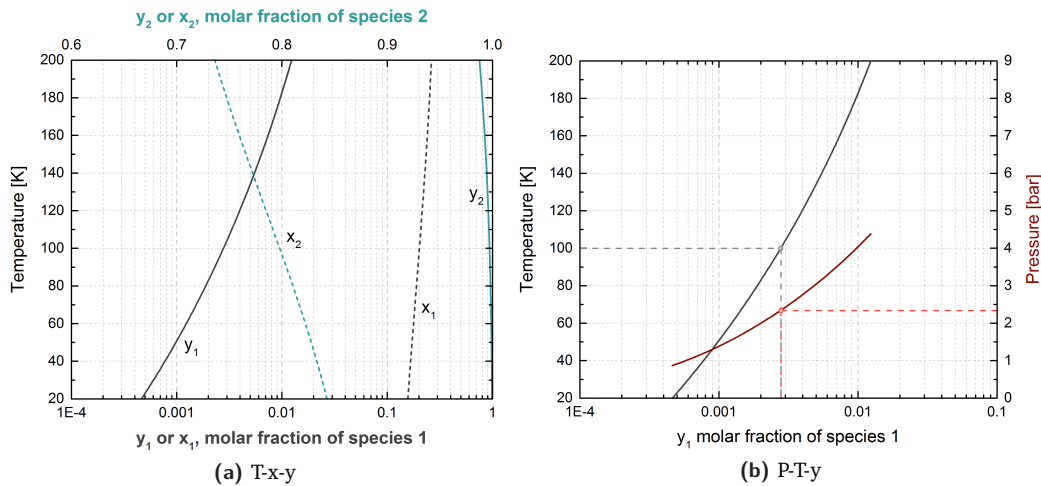 y2 or x2, molar fraction of species 2
0.6 0.7 0.8 0.9 1.0
200
180
160
140
120
100
80
60
40
20
Temperature [K]
y1
x2
x1
y2
1E-4 0.001 0.01 0.1 1
y1 or x1, molar fraction of species 1
(a) T-x-y
200
180
160
140
120
100
80
60
40
20
Temperature [K]
9
8
7
6
5
4
3
2
1
0
Pressure [bar]
1E-4 0.001 0.01 0.1
y1 molar fraction of species 1
(b) P-T-y